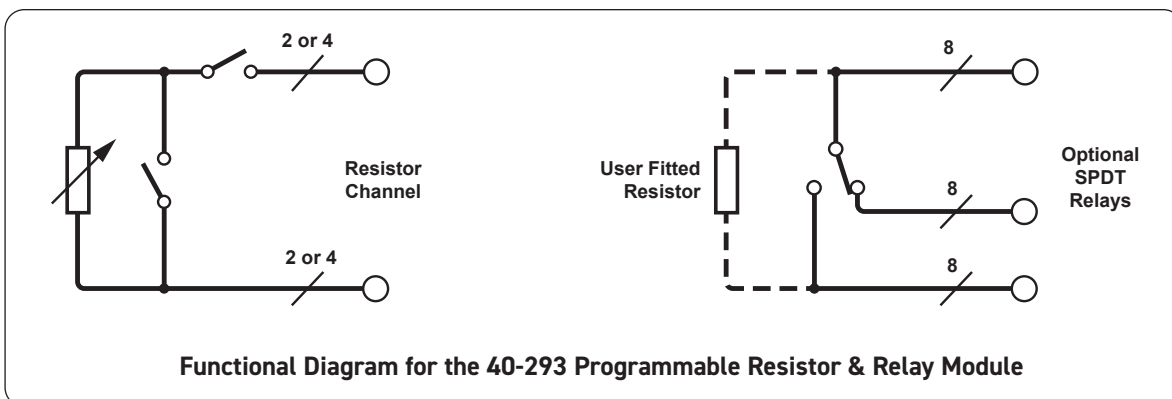 2 or 4
Resistor
Channel
2 or 4
8
User Fitted
Resistor
8
Optional
SPDT
Relays
8
Functional Diagram for the 40-293 Programmable Resistor & Relay Module